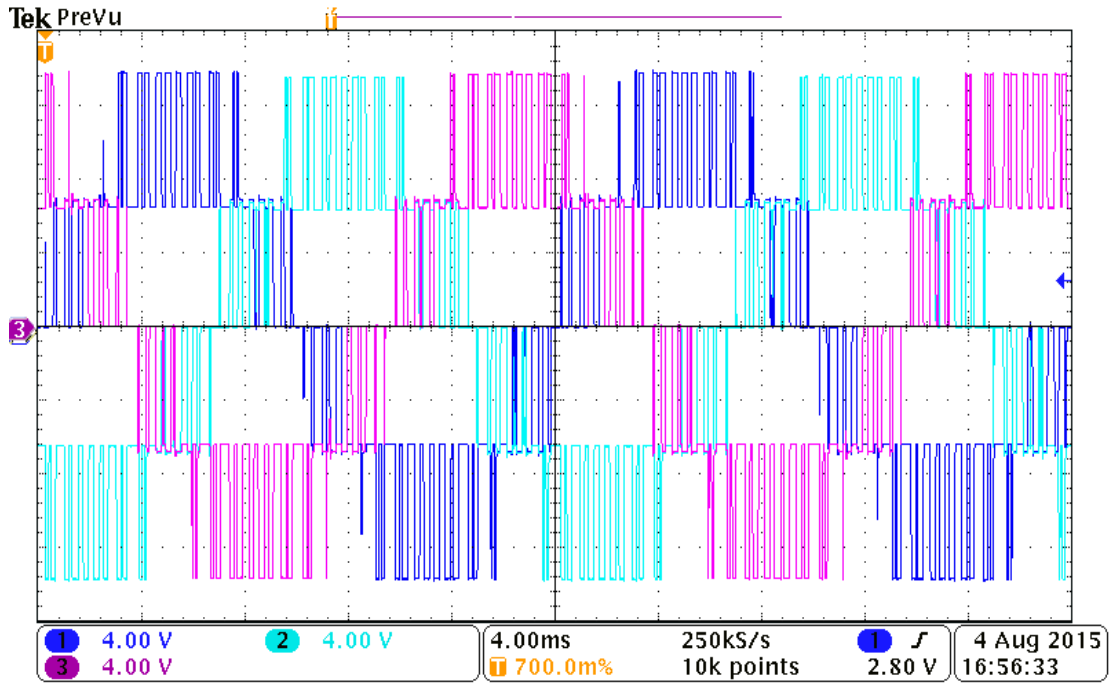 Tek PreVu
T
3
1 4.00 V 2 4.00 V 4.00ms 250kS/s 1 4 Aug 2015
3 4.00 V T 700.0m% 10k points 2.80 V 16:56:33